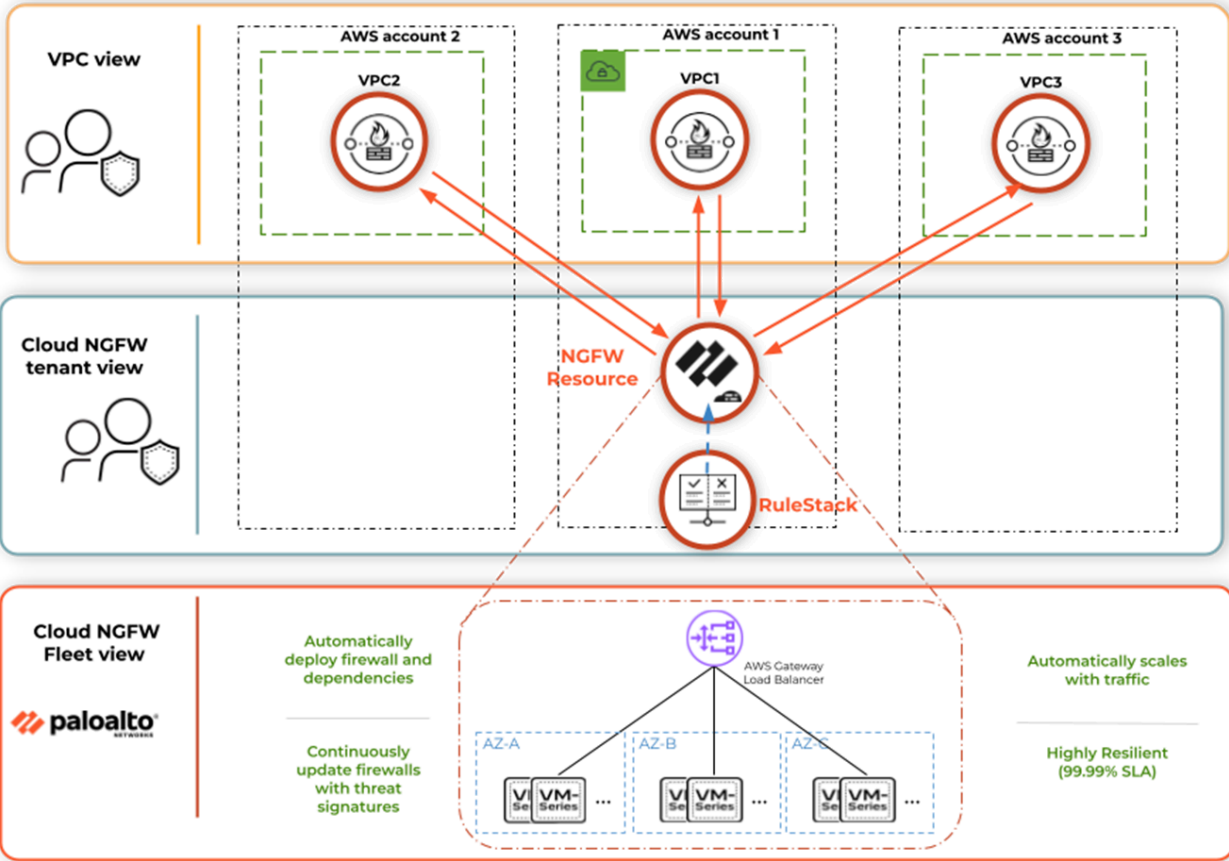 VPC view
AWS account 2
VPC2
AWS account 1
VPC1
AWS account 3
VPC3
Cloud NGFW
tenant view
NGFW
Resource
RuleStack
Cloud NGFW
Fleet view
paloalto®
NETWORKS
Automatically
deploy firewall and
dependencies
Continuously
update firewalls
with threat
signatures
AWS Gateway
Load Balancer
AZ-A
VM-
Series
...
AZ-B
VM-
Series
...
AZ-C
VM-
Series
...
Automatically scales
with traffic
Highly Resilient
(99.99% SLA)